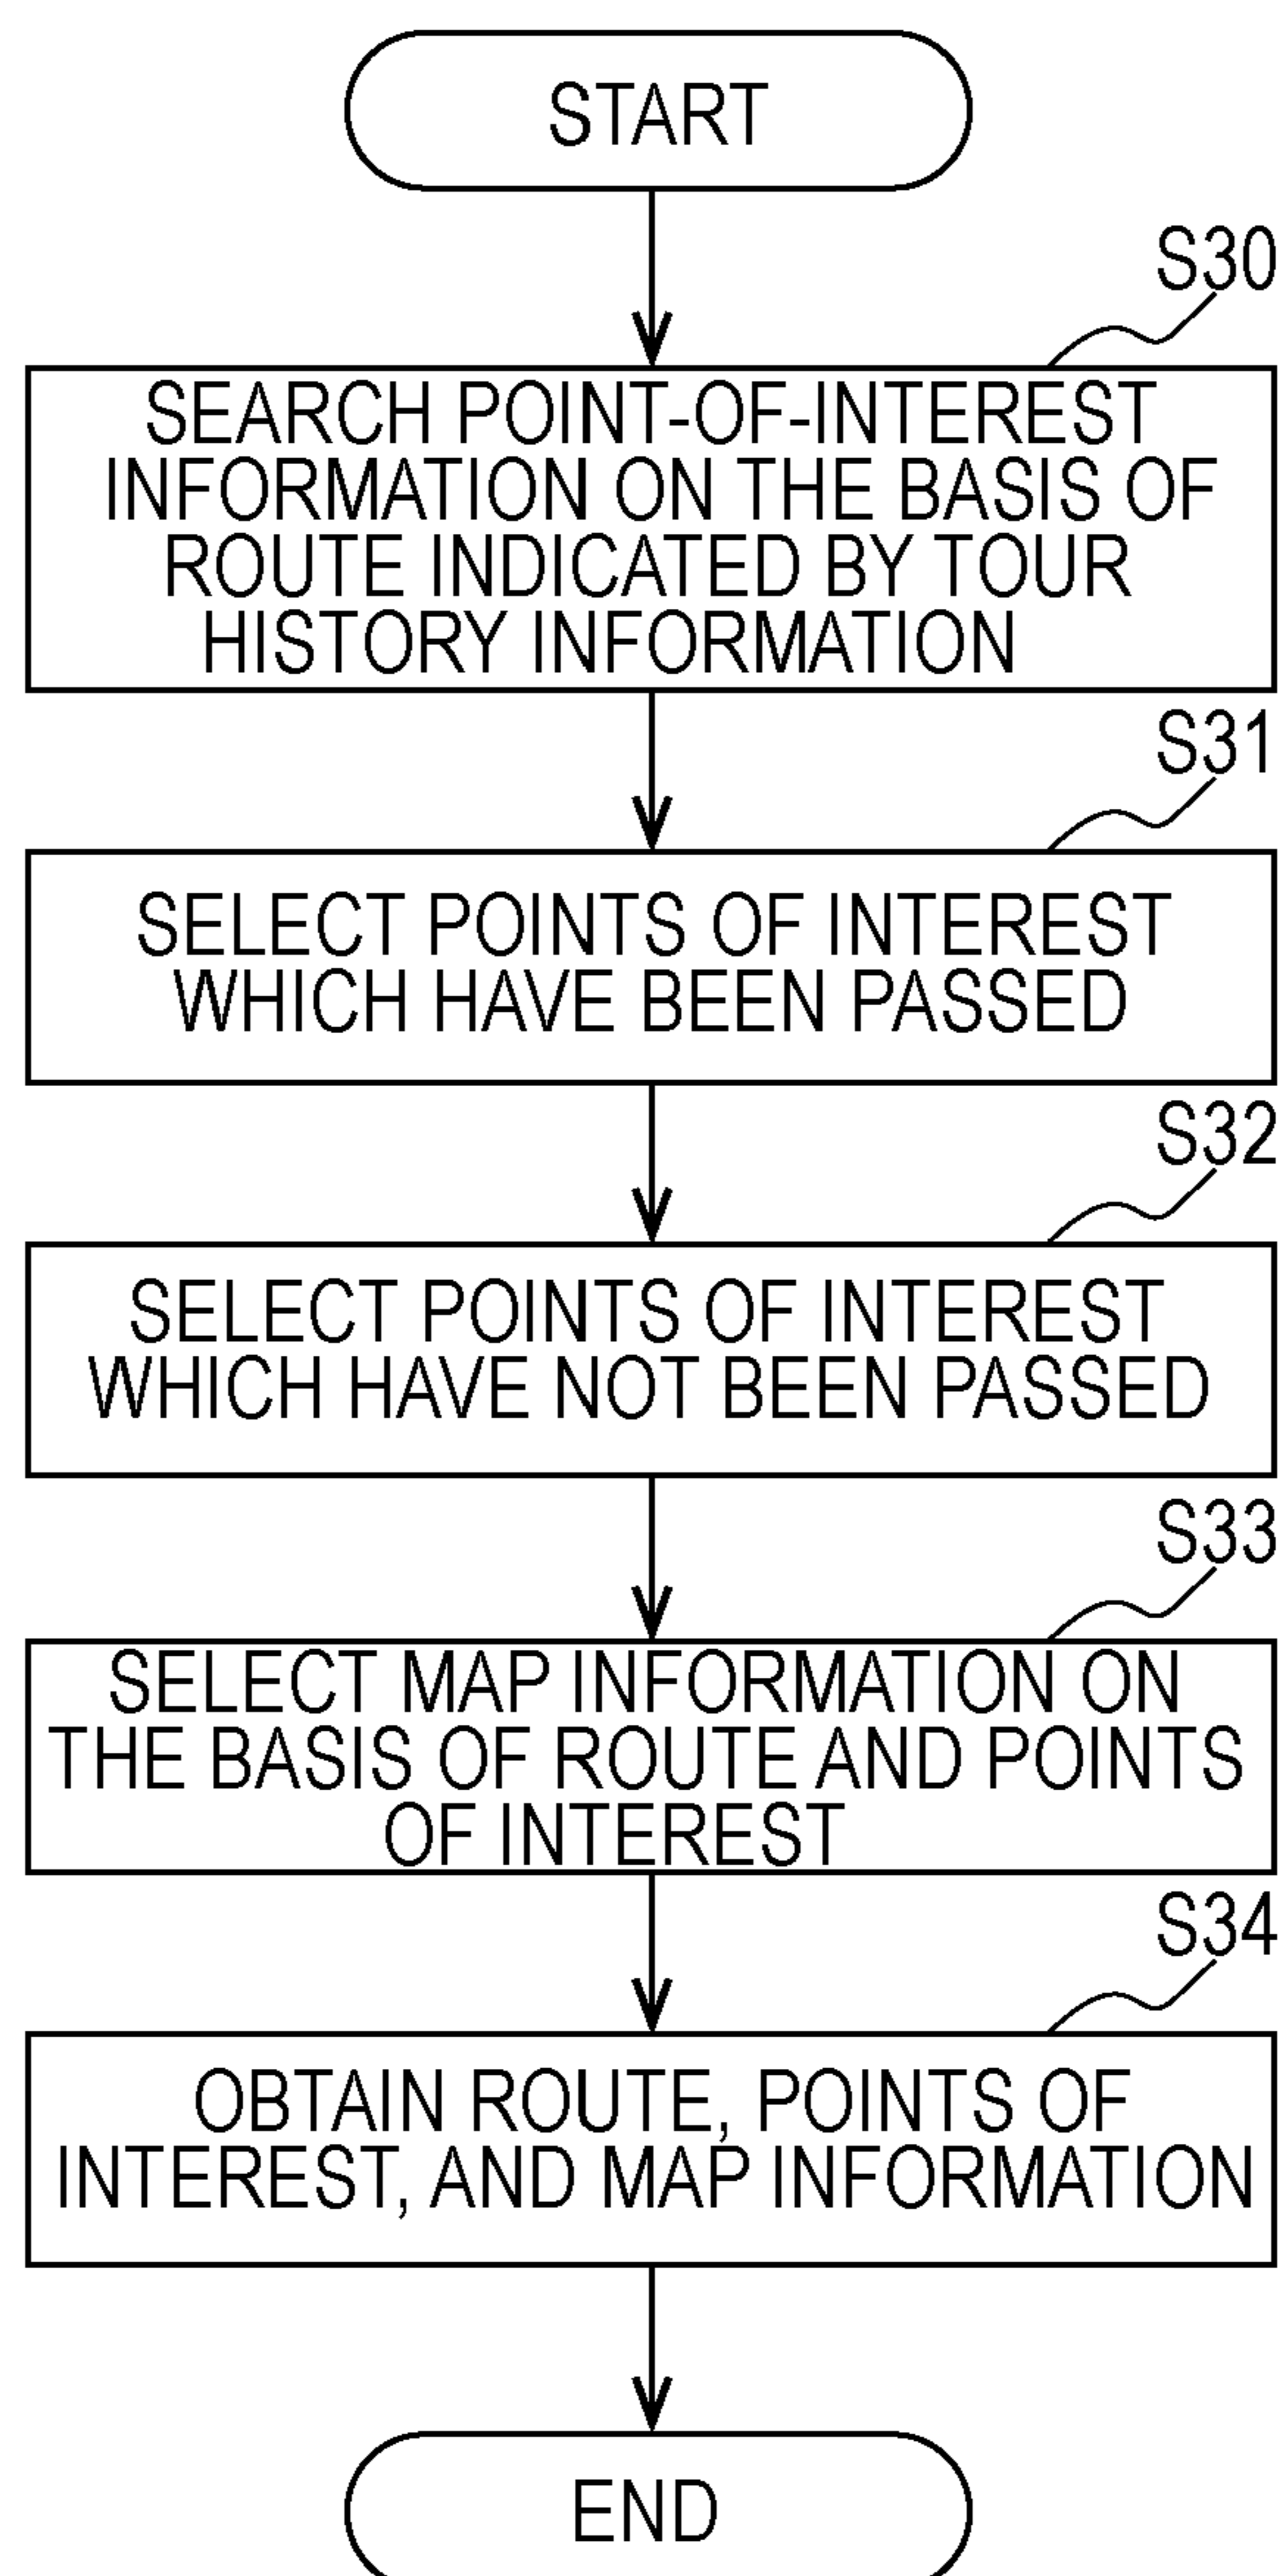 START
S30
SEARCH POINT-OF-INTEREST
INFORMATION ON THE BASIS OF
ROUTE INDICATED BY TOUR
HISTORY INFORMATION
S31
SELECT POINTS OF INTEREST
WHICH HAVE BEEN PASSED
S32
SELECT POINTS OF INTEREST
WHICH HAVE NOT BEEN PASSED
S33
SELECT MAP INFORMATION ON
THE BASIS OF ROUTE AND POINTS
OF INTEREST
S34
OBTAIN ROUTE, POINTS OF
INTEREST, AND MAP INFORMATION
END